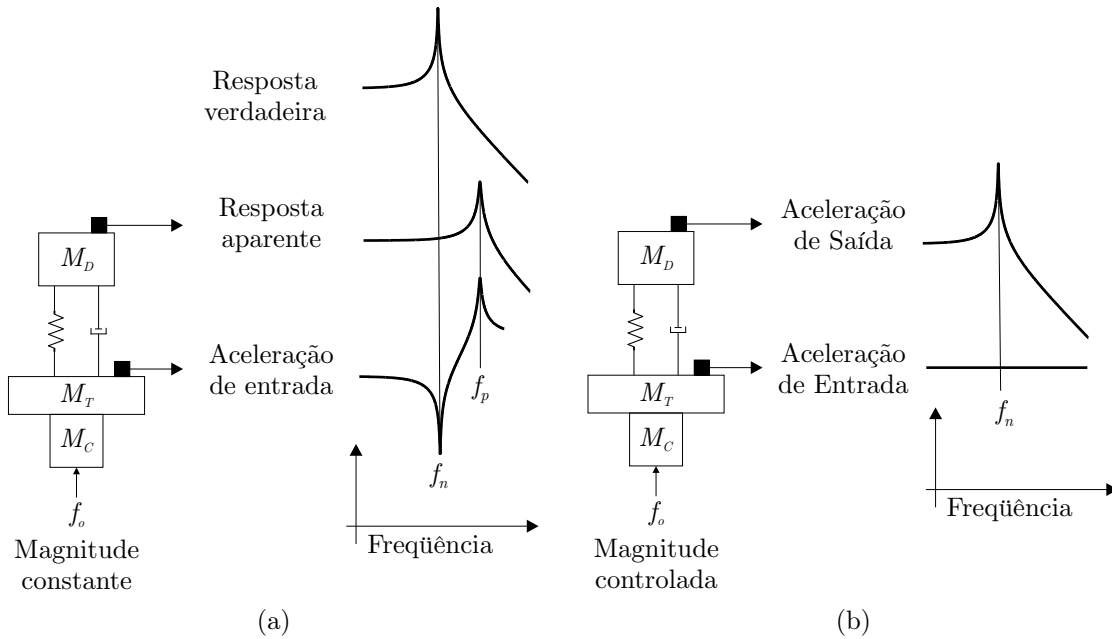 Resposta
verdadeira
Resposta
aparente
M_D
Aceleração
de entrada
M_T
M_C
f_p
f_n
f_o
Magnitude
constante
Freqüência
(a)
Aceleração
de Saída
M_D
Aceleração
de Entrada
M_T
M_C
f_n
f_o
Magnitude
controlada
Freqüência
(b)